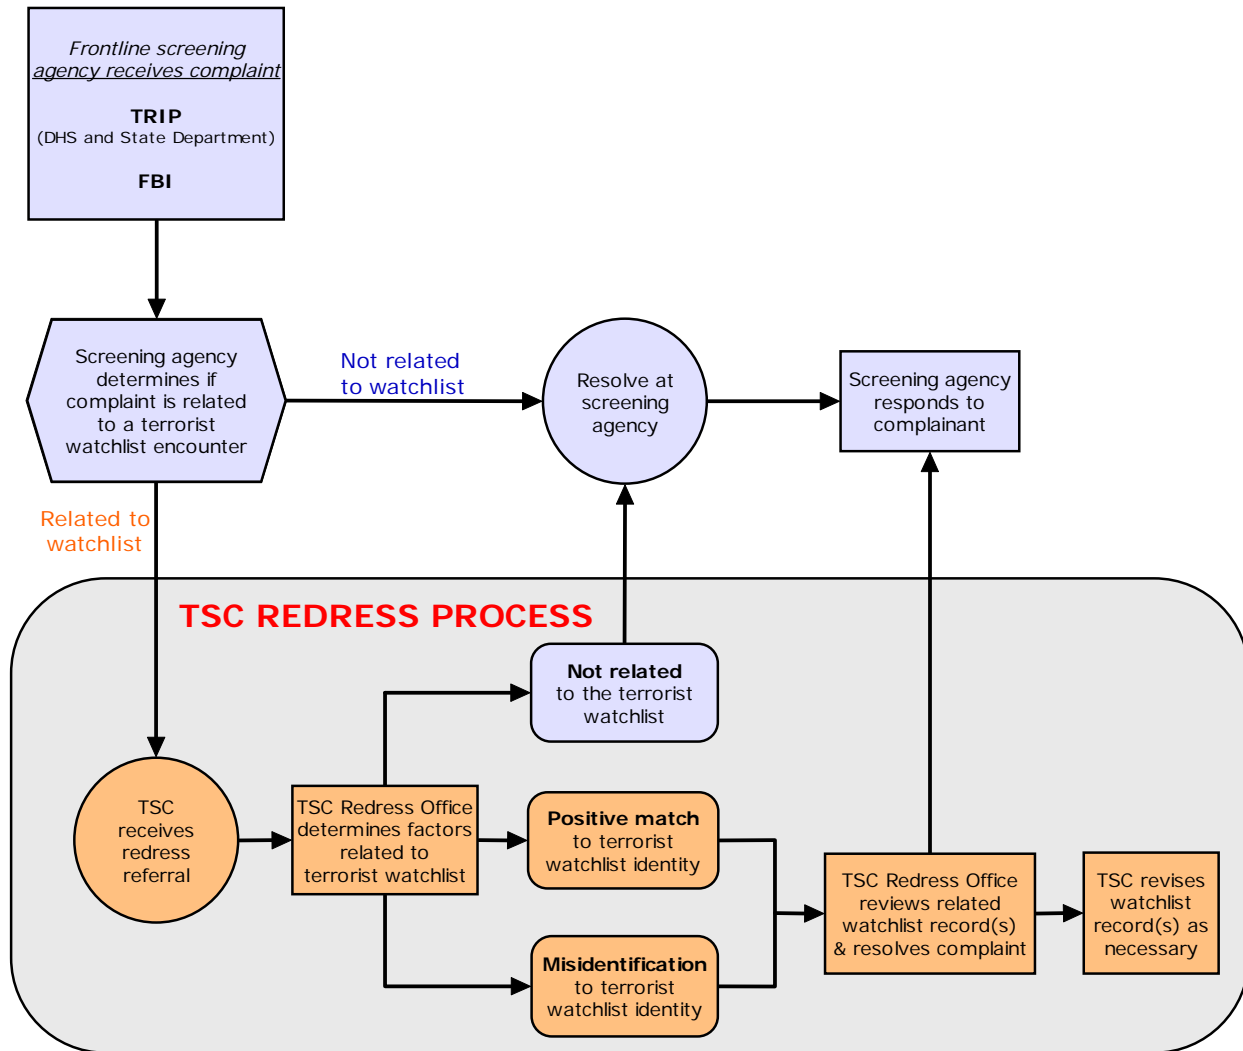 Frontline screening
agency receives complaint
TRIP
(DHS and State Department)
FBI
Screening agency
determines if
complaint is related
to a terrorist
watchlist encounter
Not related
to watchlist
Resolve at
screening
agency
Screening agency
responds to
complainant
Related to
watchlist
TSC REDRESS PROCESS
Not related
to the terrorist
watchlist
TSC
receives
redress
referral
TSC Redress Office
determines factors
related to
terrorist watchlist
Positive match
to terrorist
watchlist identity
Misidentification
to terrorist
watchlist identity
TSC Redress Office
reviews related
watchlist record(s)
& resolves complaint
TSC revises
watchlist
record(s) as
necessary